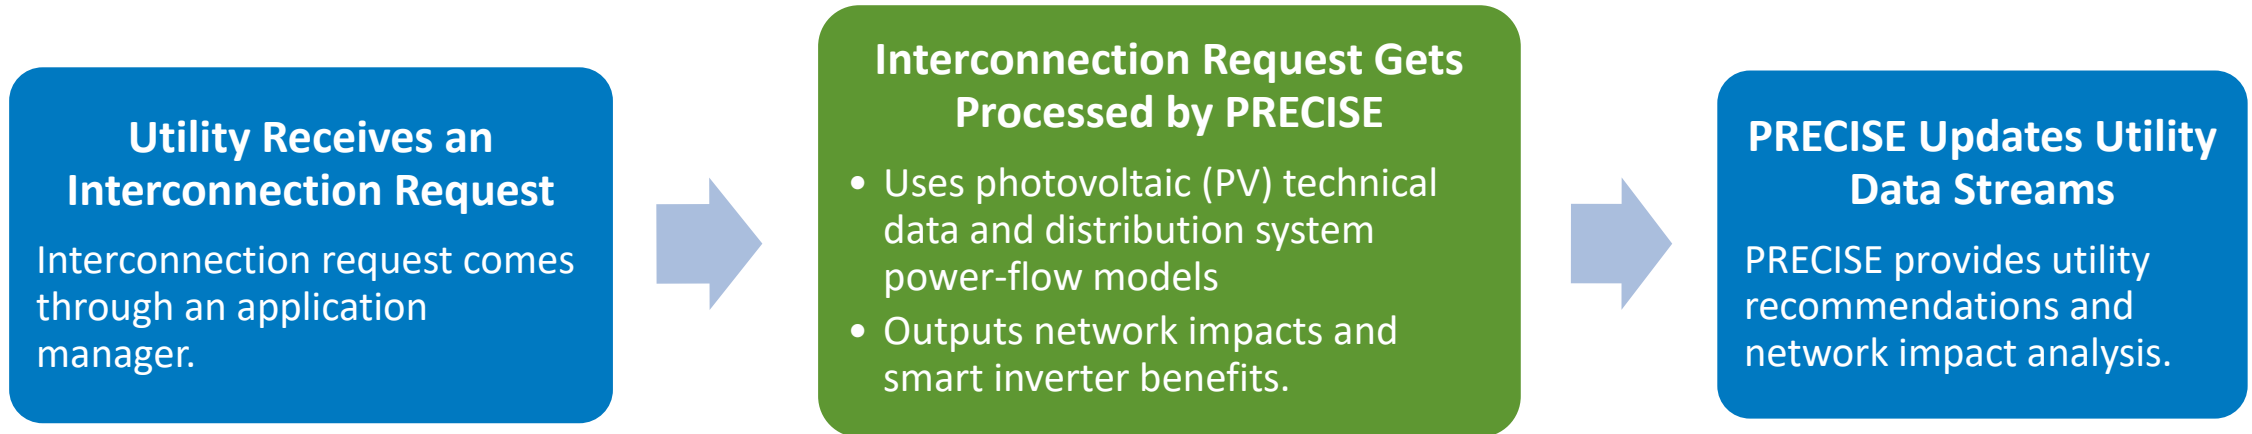 Utility Receives an
Interconnection Request
Interconnection request comes
through an application
manager.
Interconnection Request Gets
Processed by PRECISE
• Uses photovoltaic (PV) technical
data and distribution system
power-flow models
• Outputs network impacts and
smart inverter benefits.
PRECISE Updates Utility
Data Streams
PRECISE provides utility
recommendations and
network impact analysis.